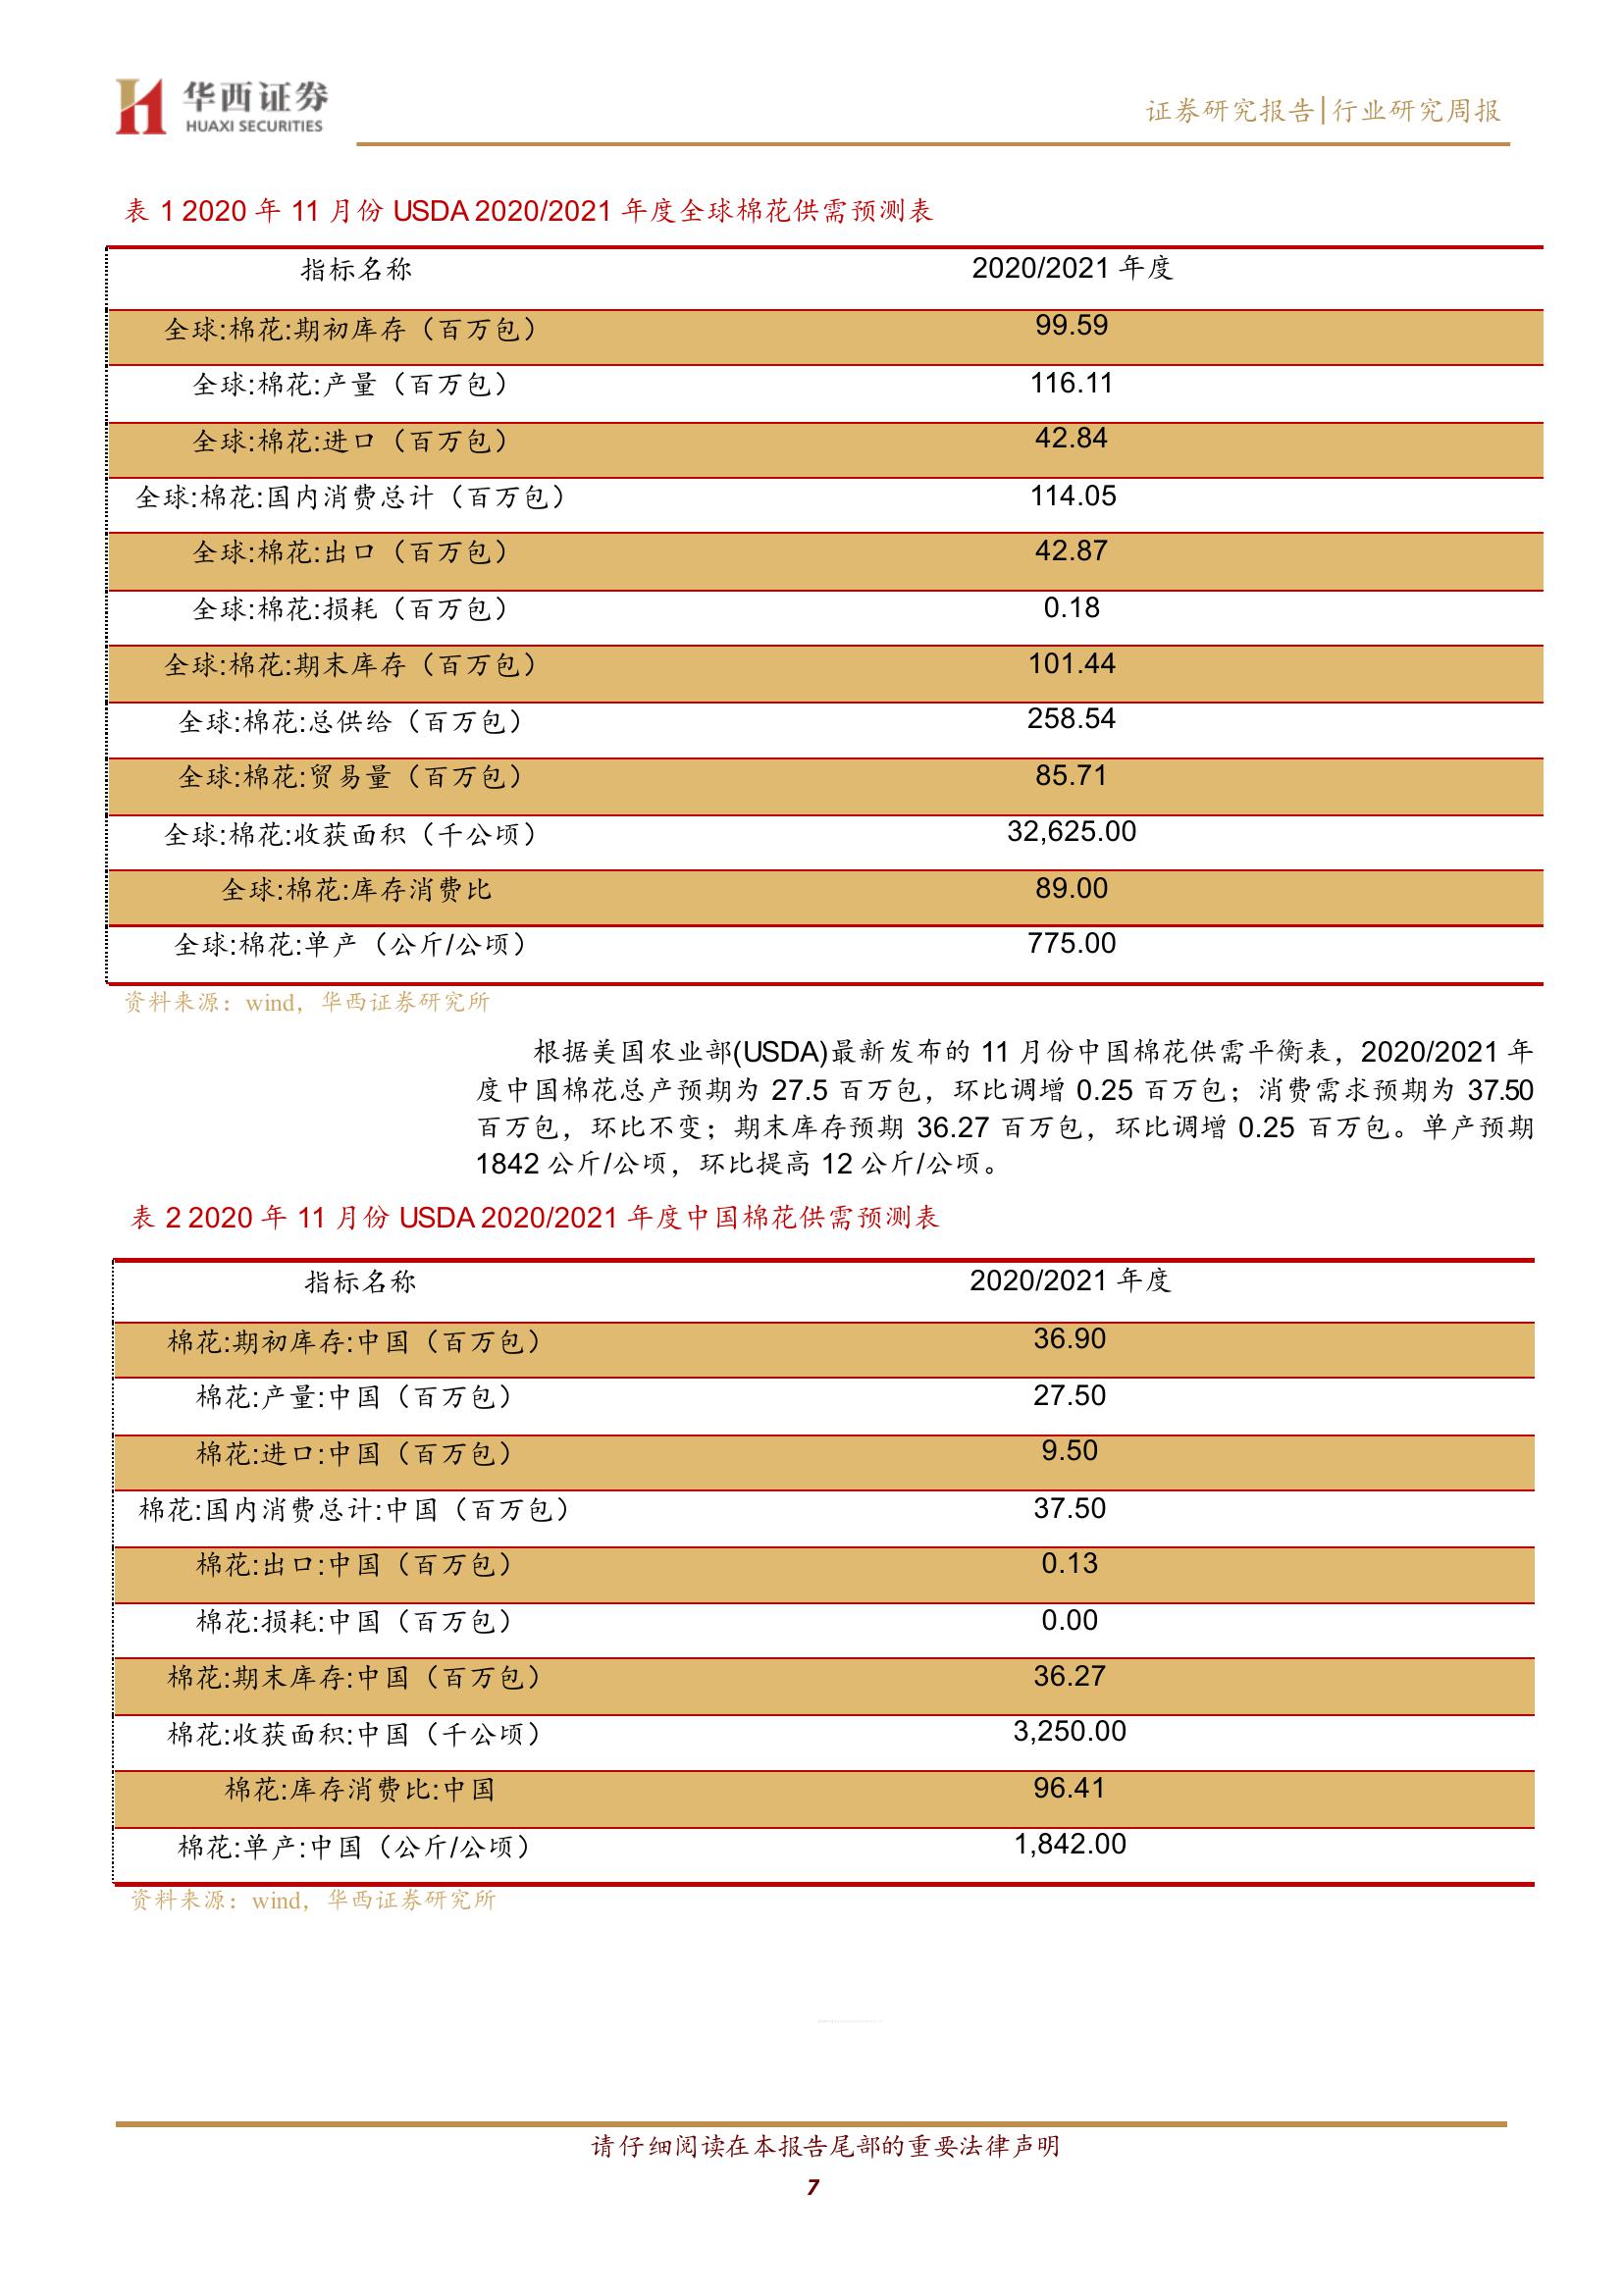 华西证券
HUAXI SECURITIES
证券研究报告|行业研究周报
表 1 2020 年 11 月份 USDA 2020/2021 年度全球棉花供需预测表
指标名称 2020/2021 年度
全球:棉花:期初库存（百万包） 99.59
全球:棉花:产量（百万包） 116.11
全球:棉花:进口（百万包） 42.84
全球:棉花:国内消费总计（百万包） 114.05
全球:棉花:出口（百万包） 42.87
全球:棉花:损耗（百万包） 0.18
全球:棉花:期末库存（百万包） 101.44
全球:棉花:总供给（百万包） 258.54
全球:棉花:贸易量（百万包） 85.71
全球:棉花:收获面积（千公顷） 32,625.00
全球:棉花:库存消费比 89.00
全球:棉花:单产（公斤/公顷） 775.00
资料来源：wind，华西证券研究所
根据美国农业部(USDA)最新发布的 11 月份中国棉花供需平衡表，2020/2021 年
度中国棉花总产预期为 27.5 百万包，环比调增 0.25 百万包；消费需求预期为 37.50
百万包，环比不变；期末库存预期 36.27 百万包，环比调增 0.25 百万包。单产预期
1842 公斤/公顷，环比提高 12 公斤/公顷。
表 2 2020 年 11 月份 USDA 2020/2021 年度中国棉花供需预测表
指标名称 2020/2021 年度
棉花:期初库存:中国（百万包） 36.90
棉花:产量:中国（百万包） 27.50
棉花:进口:中国（百万包） 9.50
棉花:国内消费总计:中国（百万包） 37.50
棉花:出口:中国（百万包） 0.13
棉花:损耗:中国（百万包） 0.00
棉花:期末库存:中国（百万包） 36.27
棉花:收获面积:中国（千公顷） 3,250.00
棉花:库存消费比:中国 96.41
棉花:单产:中国（公斤/公顷） 1,842.00
资料来源：wind，华西证券研究所
请仔细阅读在本报告尾部的重要法律声明
7